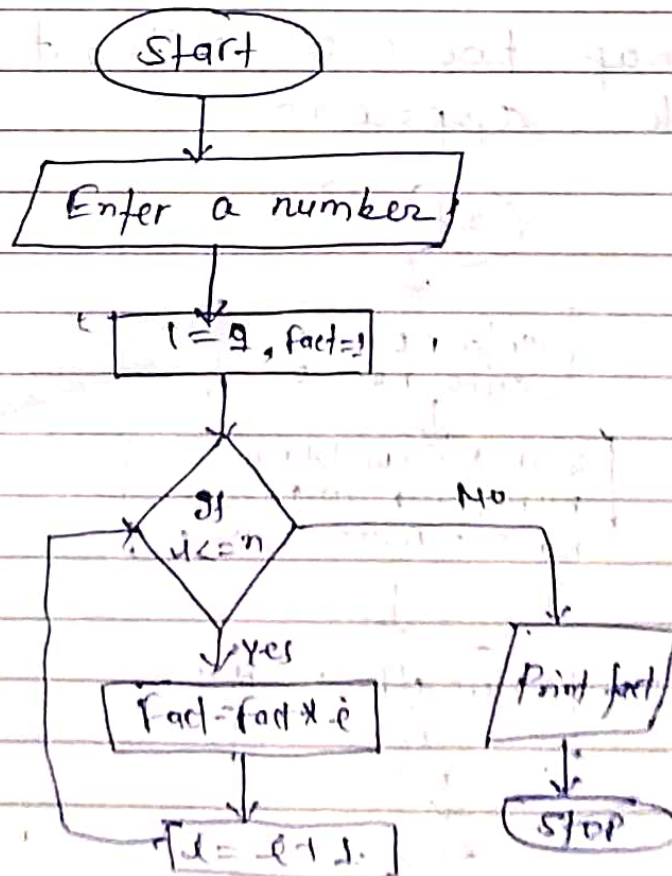 Start
Enter a number
i = 1, fact=1
If
i<=n
No
Yes
Fact=fact * i
Print fact
i = i+1.
STOP